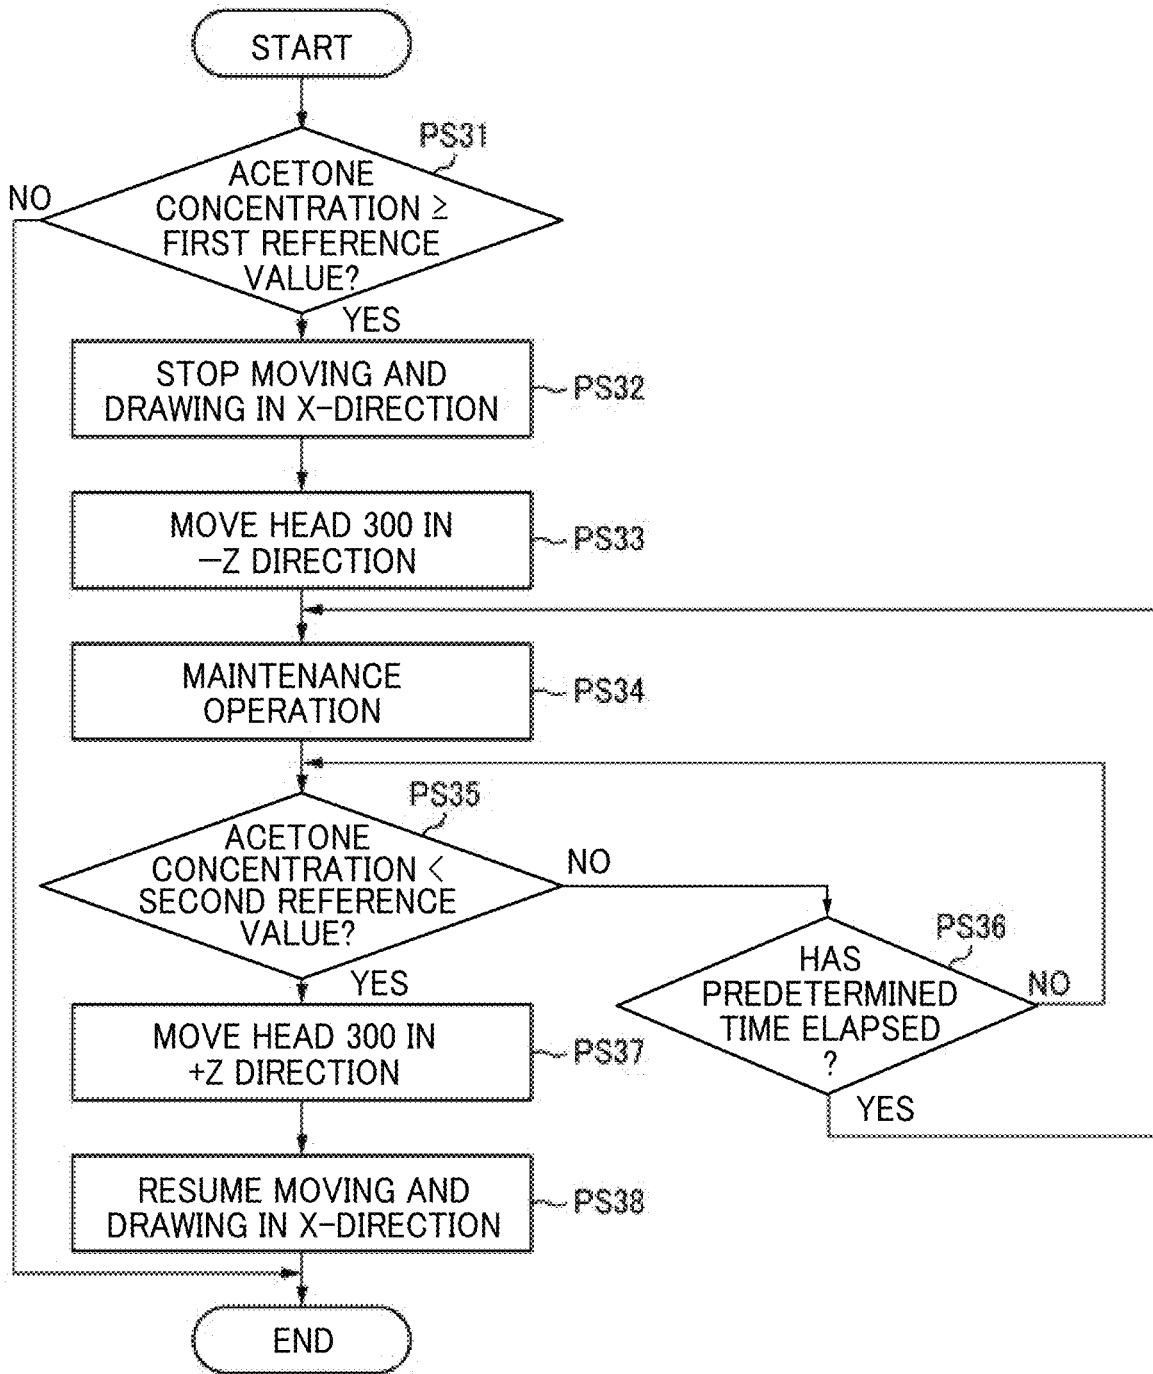 START
PS31
ACETONE
CONCENTRATION ≥
FIRST REFERENCE
VALUE?
NO
YES
STOP MOVING AND
DRAWING IN X-DIRECTION
PS32
MOVE HEAD 300 IN
—Z DIRECTION
PS33
MAINTENANCE
OPERATION
PS34
PS35
ACETONE
CONCENTRATION <
SECOND REFERENCE
VALUE?
NO
YES
PS36
HAS
PREDETERMINED
TIME ELAPSED
?
NO
YES
MOVE HEAD 300 IN
+Z DIRECTION
PS37
RESUME MOVING AND
DRAWING IN X-DIRECTION
PS38
END